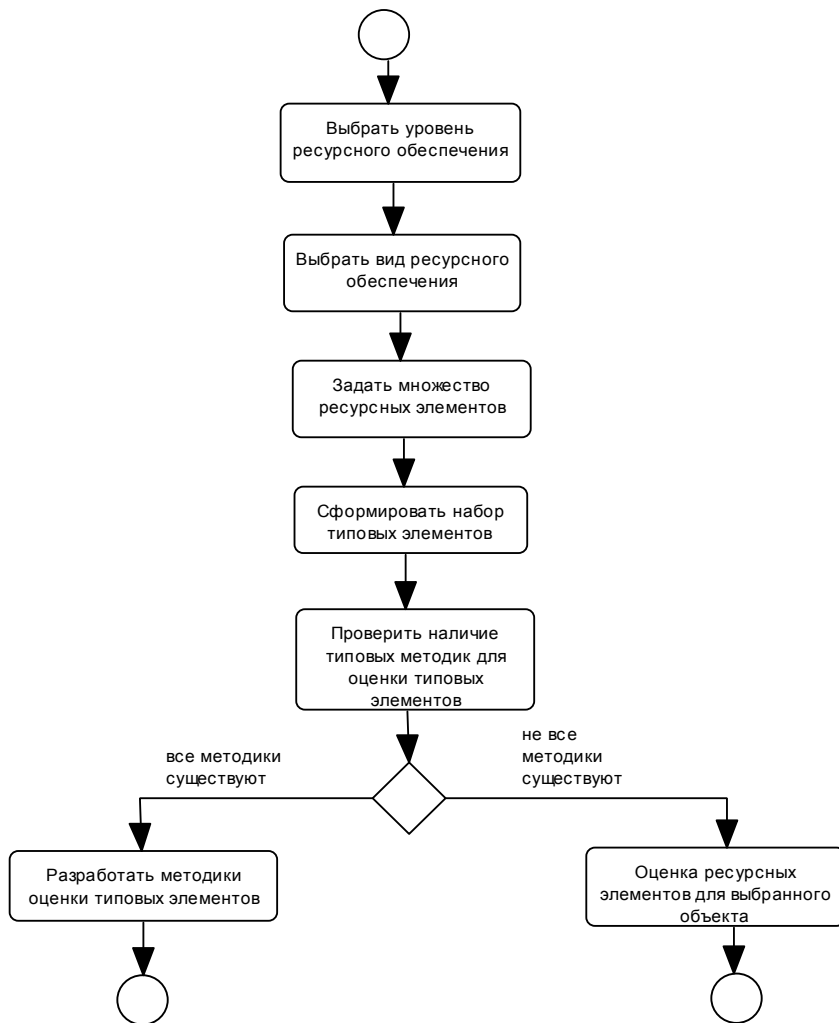 Выбрать уровень
ресурсного обеспечения
Выбрать вид ресурсного
обеспечения
Задать множество
ресурсных элементов
Сформировать набор
типовых элементов
Проверить наличие
типовых методик для
оценки типовых
элементов
все методики
существуют
не все
методики
существуют
Разработать методики
оценки типовых элементов
Оценка ресурсных
элементов для выбранного
объекта